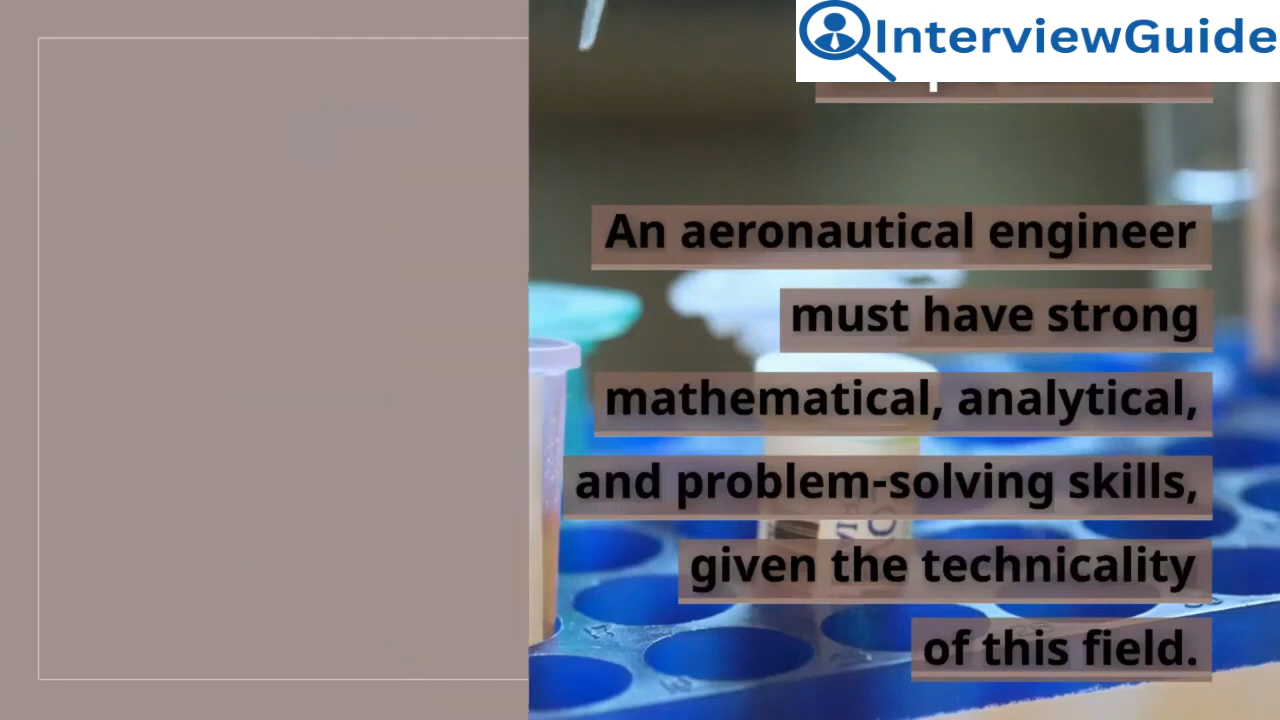 InterviewGuide
An aeronautical engineer
must have strong
mathematical, analytical,
and problem-solving skills,
given the technicality
of this field.